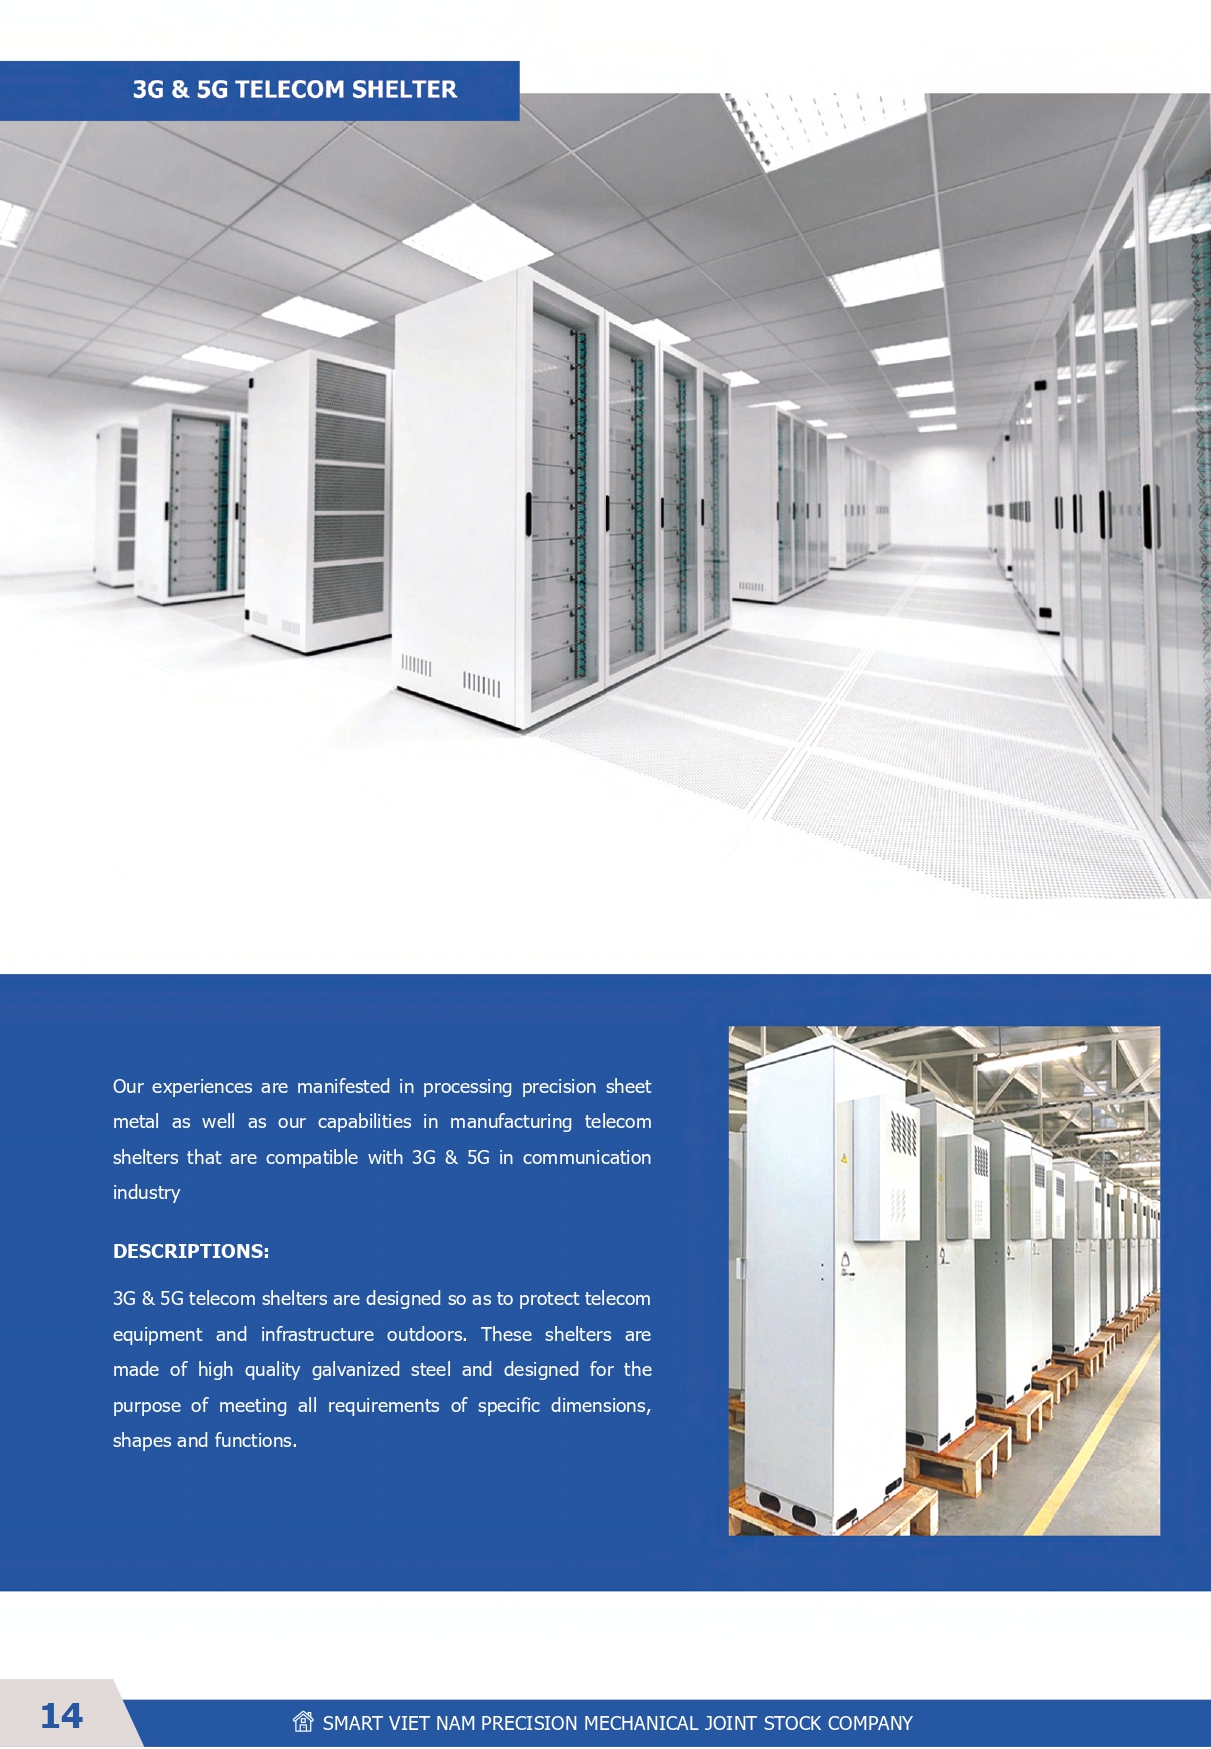 3G & 5G TELECOM SHELTER
Our experiences are manifested in processing precision sheet
metal as well as our capabilities in manufacturing telecom
shelters that are compatible with 3G & 5G in communication
industry
DESCRIPTIONS:
3G & 5G telecom shelters are designed so as to protect telecom
equipment and infrastructure outdoors. These shelters are
made of high quality galvanized steel and designed for the
purpose of meeting all requirements of specific dimensions,
shapes and functions.
14
SMART VIET NAM PRECISION MECHANICAL JOINT STOCK COMPANY